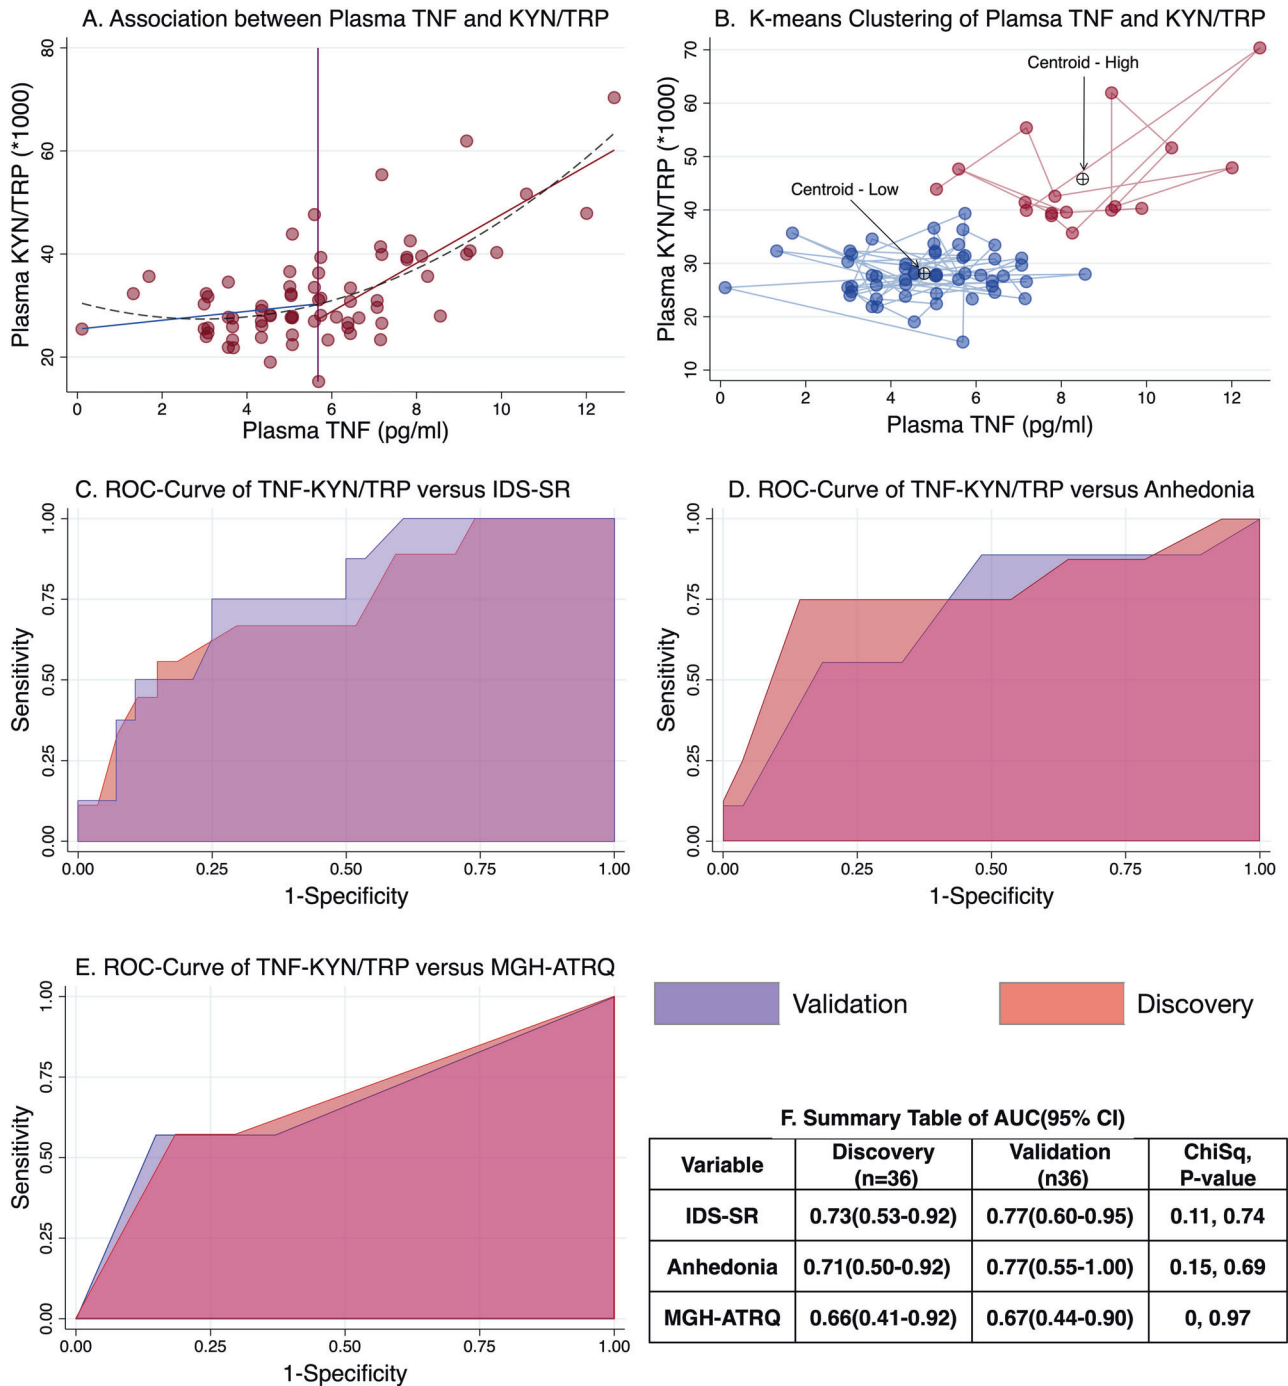 A. Association between Plasma TNF and KYN/TRP
Plasma KYN/TRP (*1000)
80
60
40
20
0 2 4 6 8 10 12
Plasma TNF (pg/ml)
B. K-means Clustering of Plamsa TNF and KYN/TRP
Plasma KYN/TRP (*1000)
70
60
50
40
30
20
10
Centroid - High
Centroid - Low
0 2 4 6 8 10 12
Plasma TNF (pg/ml)
C. ROC-Curve of TNF-KYN/TRP versus IDS-SR
Sensitivity
1.00
0.75
0.50
0.25
0.00
0.00 0.25 0.50 0.75 1.00
1-Specificity
D. ROC-Curve of TNF-KYN/TRP versus Anhedonia
Sensitivity
1.00
0.75
0.50
0.25
0.00
0.00 0.25 0.50 0.75 1.00
1-Specificity
E. ROC-Curve of TNF-KYN/TRP versus MGH-ATRQ
Sensitivity
1.00
0.75
0.50
0.25
0.00
0.00 0.25 0.50 0.75 1.00
1-Specificity
Validation
Discovery
F. Summary Table of AUC(95% CI)
Variable Discovery (n=36) Validation (n36) ChiSq, P-value
IDS-SR 0.73(0.53-0.92) 0.77(0.60-0.95) 0.11, 0.74
Anhedonia 0.71(0.50-0.92) 0.77(0.55-1.00) 0.15, 0.69
MGH-ATRQ 0.66(0.41-0.92) 0.67(0.44-0.90) 0, 0.97